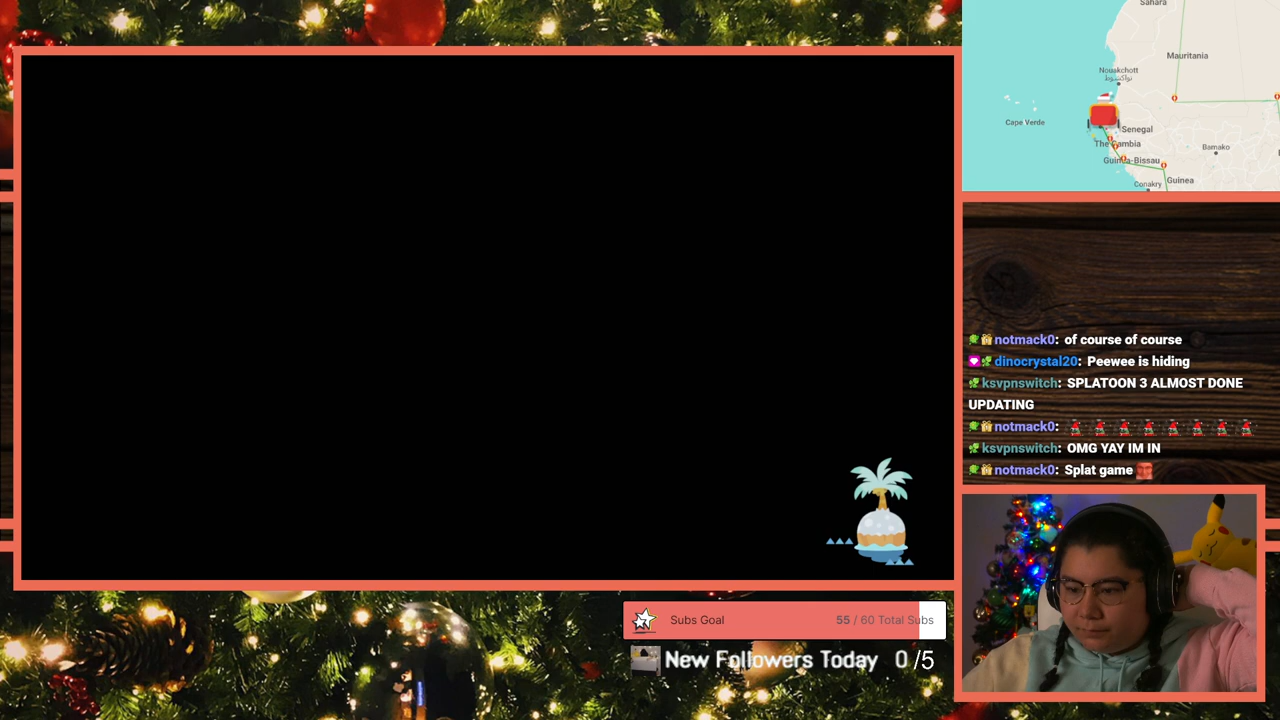 Sahara
Mauritania
Nouakchott
نواكشوط
Cape Verde
Senegal
The Gambia
Bamako
Guinea-Bissau
Guinea
Conakry
notmack0: of course of course
dinocrystal20: Peewee is hiding
ksvpnswitch: SPLATOON 3 ALMOST DONE
UPDATING
notmack0:
ksvpnswitch: OMG YAY IM IN
notmack0: Splat game
Subs Goal 55 / 60 Total Subs
New Followers Today 0 /5